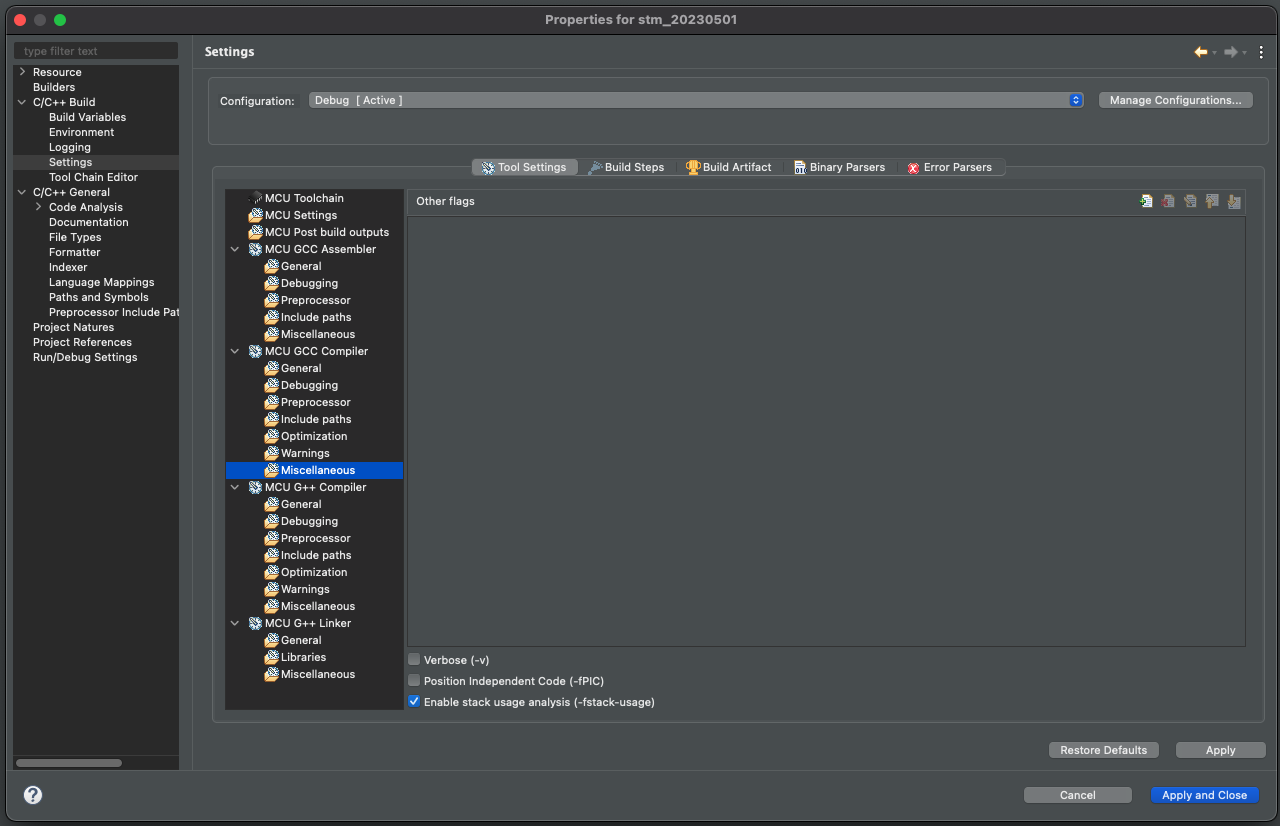 Properties for stm_20230501
type filter text
Resource
Builders
C/C++ Build
Build Variables
Environment
Logging
Settings
Tool Chain Editor
C/C++ General
Code Analysis
Documentation
File Types
Formatter
Indexer
Language Mappings
Paths and Symbols
Preprocessor Include Pat
Project Natures
Project References
Run/Debug Settings
Settings
Configuration:
Debug [ Active ]
Manage Configurations...
Tool Settings
Build Steps
Build Artifact
Binary Parsers
Error Parsers
MCU Toolchain
MCU Settings
MCU Post build outputs
MCU GCC Assembler
General
Debugging
Preprocessor
Include paths
Miscellaneous
MCU GCC Compiler
General
Debugging
Preprocessor
Include paths
Optimization
Warnings
Miscellaneous
MCU G++ Compiler
General
Debugging
Preprocessor
Include paths
Optimization
Warnings
Miscellaneous
MCU G++ Linker
General
Libraries
Miscellaneous
Other flags
Verbose (-v)
Position Independent Code (-fPIC)
Enable stack usage analysis (-fstack-usage)
Restore Defaults
Apply
?
Cancel
Apply and Close